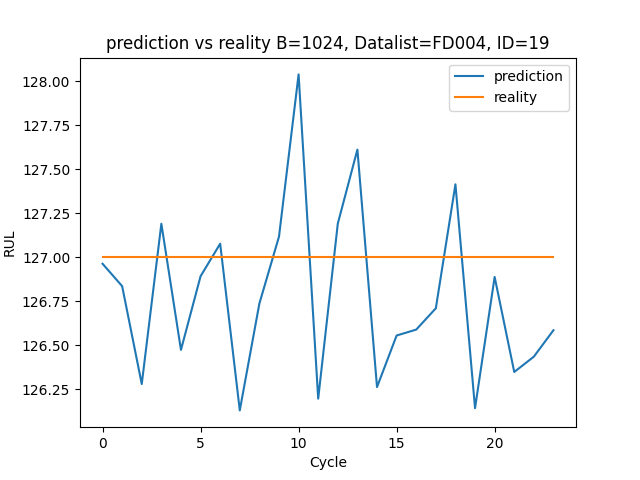 prediction vs reality B=1024, Datalist=FD004, ID=19
prediction
reality
128.00
127.75
127.50
127.25
127.00
126.75
126.50
126.25
RUL
0
5
10
15
20
Cycle